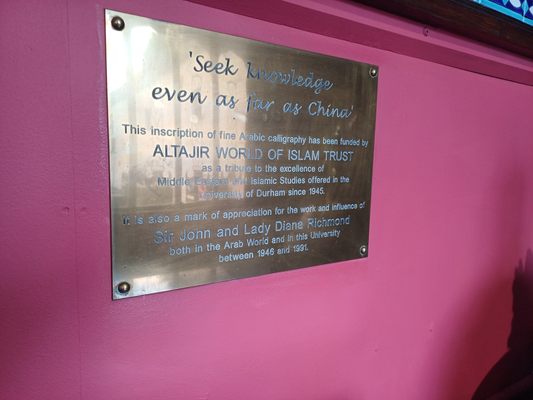 'Seek knowledge
even as far as China'
This inscription of fine Arabic calligraphy has been funded by
ALTAJIR WORLD OF ISLAM TRUST
as a tribute to the excellence of
Middle Eastern and Islamic Studies offered in the
University of Durham since 1945.
It is also a mark of appreciation for the work and influence of
Sir John and Lady Diana Richmond
both in the Arab World and in this University
between 1946 and 1991.